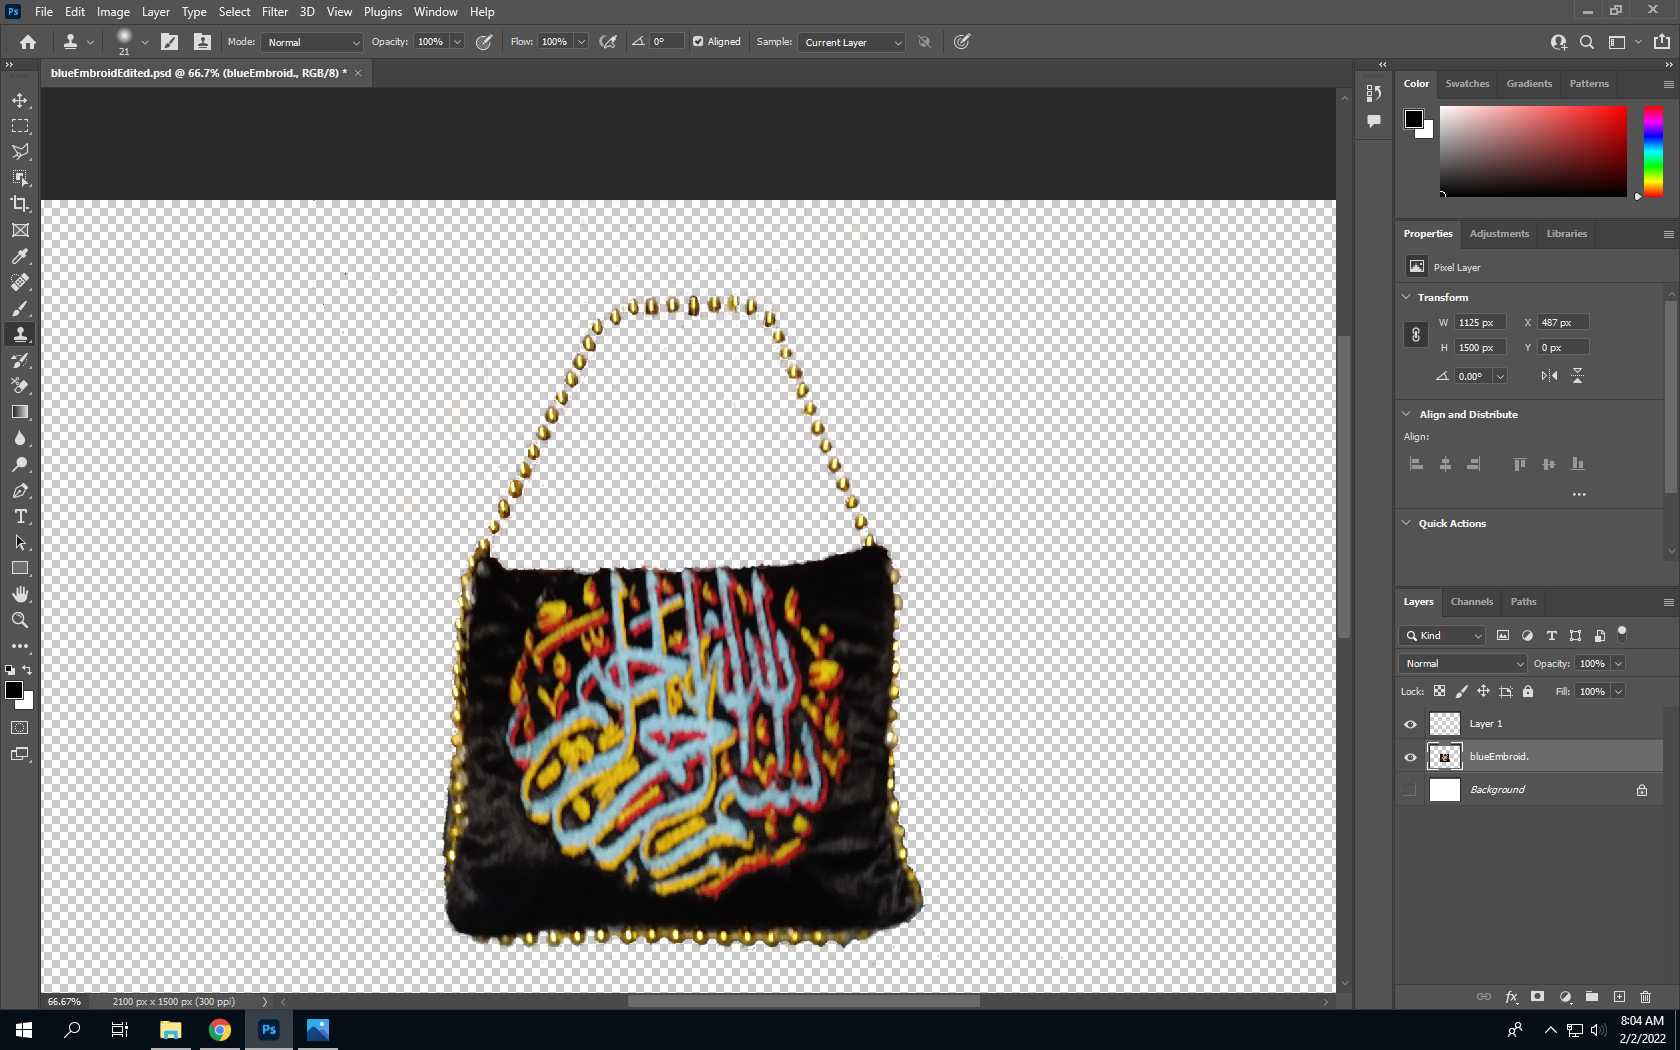 Ps File Edit Image Layer Type Select Filter 3D View Plugins Window Help
21 Mode: Normal Opacity: 100% Flow: 100% 0° Aligned Sample: Current Layer
blueEmbroidEdited.psd @ 66.7% (blueEmbroid., RGB/8) * ×
Color Swatches Gradients Patterns
Properties Adjustments Libraries
Pixel Layer
Transform
W 1125 px X 487 px
H 1500 px Y 0 px
0.00°
Align and Distribute
Align:
Quick Actions
Layers Channels Paths
Kind
Normal Opacity: 100%
Lock: Fill: 100%
Layer 1
blueEmbroid.
Background
66.67% 2100 px x 1500 px (300 ppi)
Ps
8:04 AM
2/2/2022